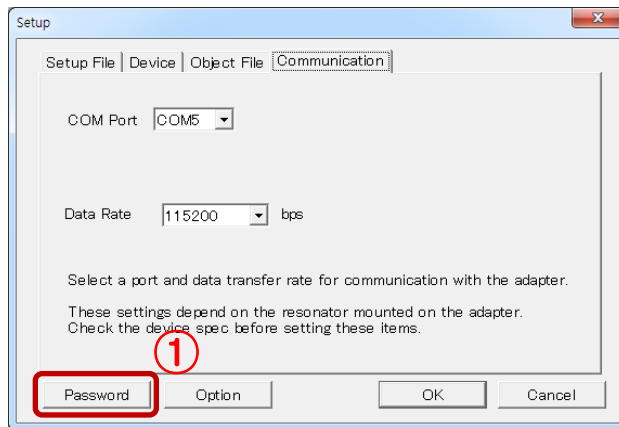 Setup
x
Setup File Device Object File Communication
COM Port COM5
Data Rate 115200 bps
Select a port and data transfer rate for communication with the adapter.
These settings depend on the resonator mounted on the adapter.
Check the device spec before setting these items.
①
Password Option OK Cancel